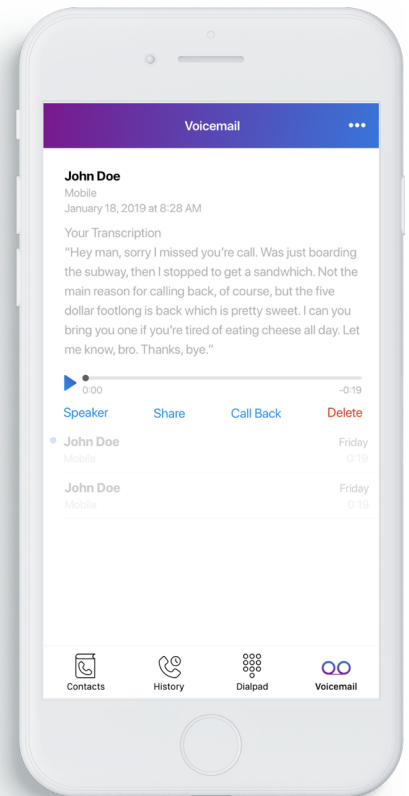 Voicemail
John Doe
Mobile
January 18, 2019 at 8:28 AM
Your Transcription
“Hey man, sorry I missed you’re call. Was just boarding
the subway, then I stopped to get a sandwhich. Not the
main reason for calling back, of course, but the five
dollar footlong is back which is pretty sweet. I can you
bring you one if you’re tired of eating cheese all day. Let
me know, bro. Thanks, bye.“
0:00 -0:19
Speaker Share Call Back Delete
John Doe Friday
Mobile 0:19
John Doe Friday
Mobile 0:19
Contacts History Dialpad Voicemail